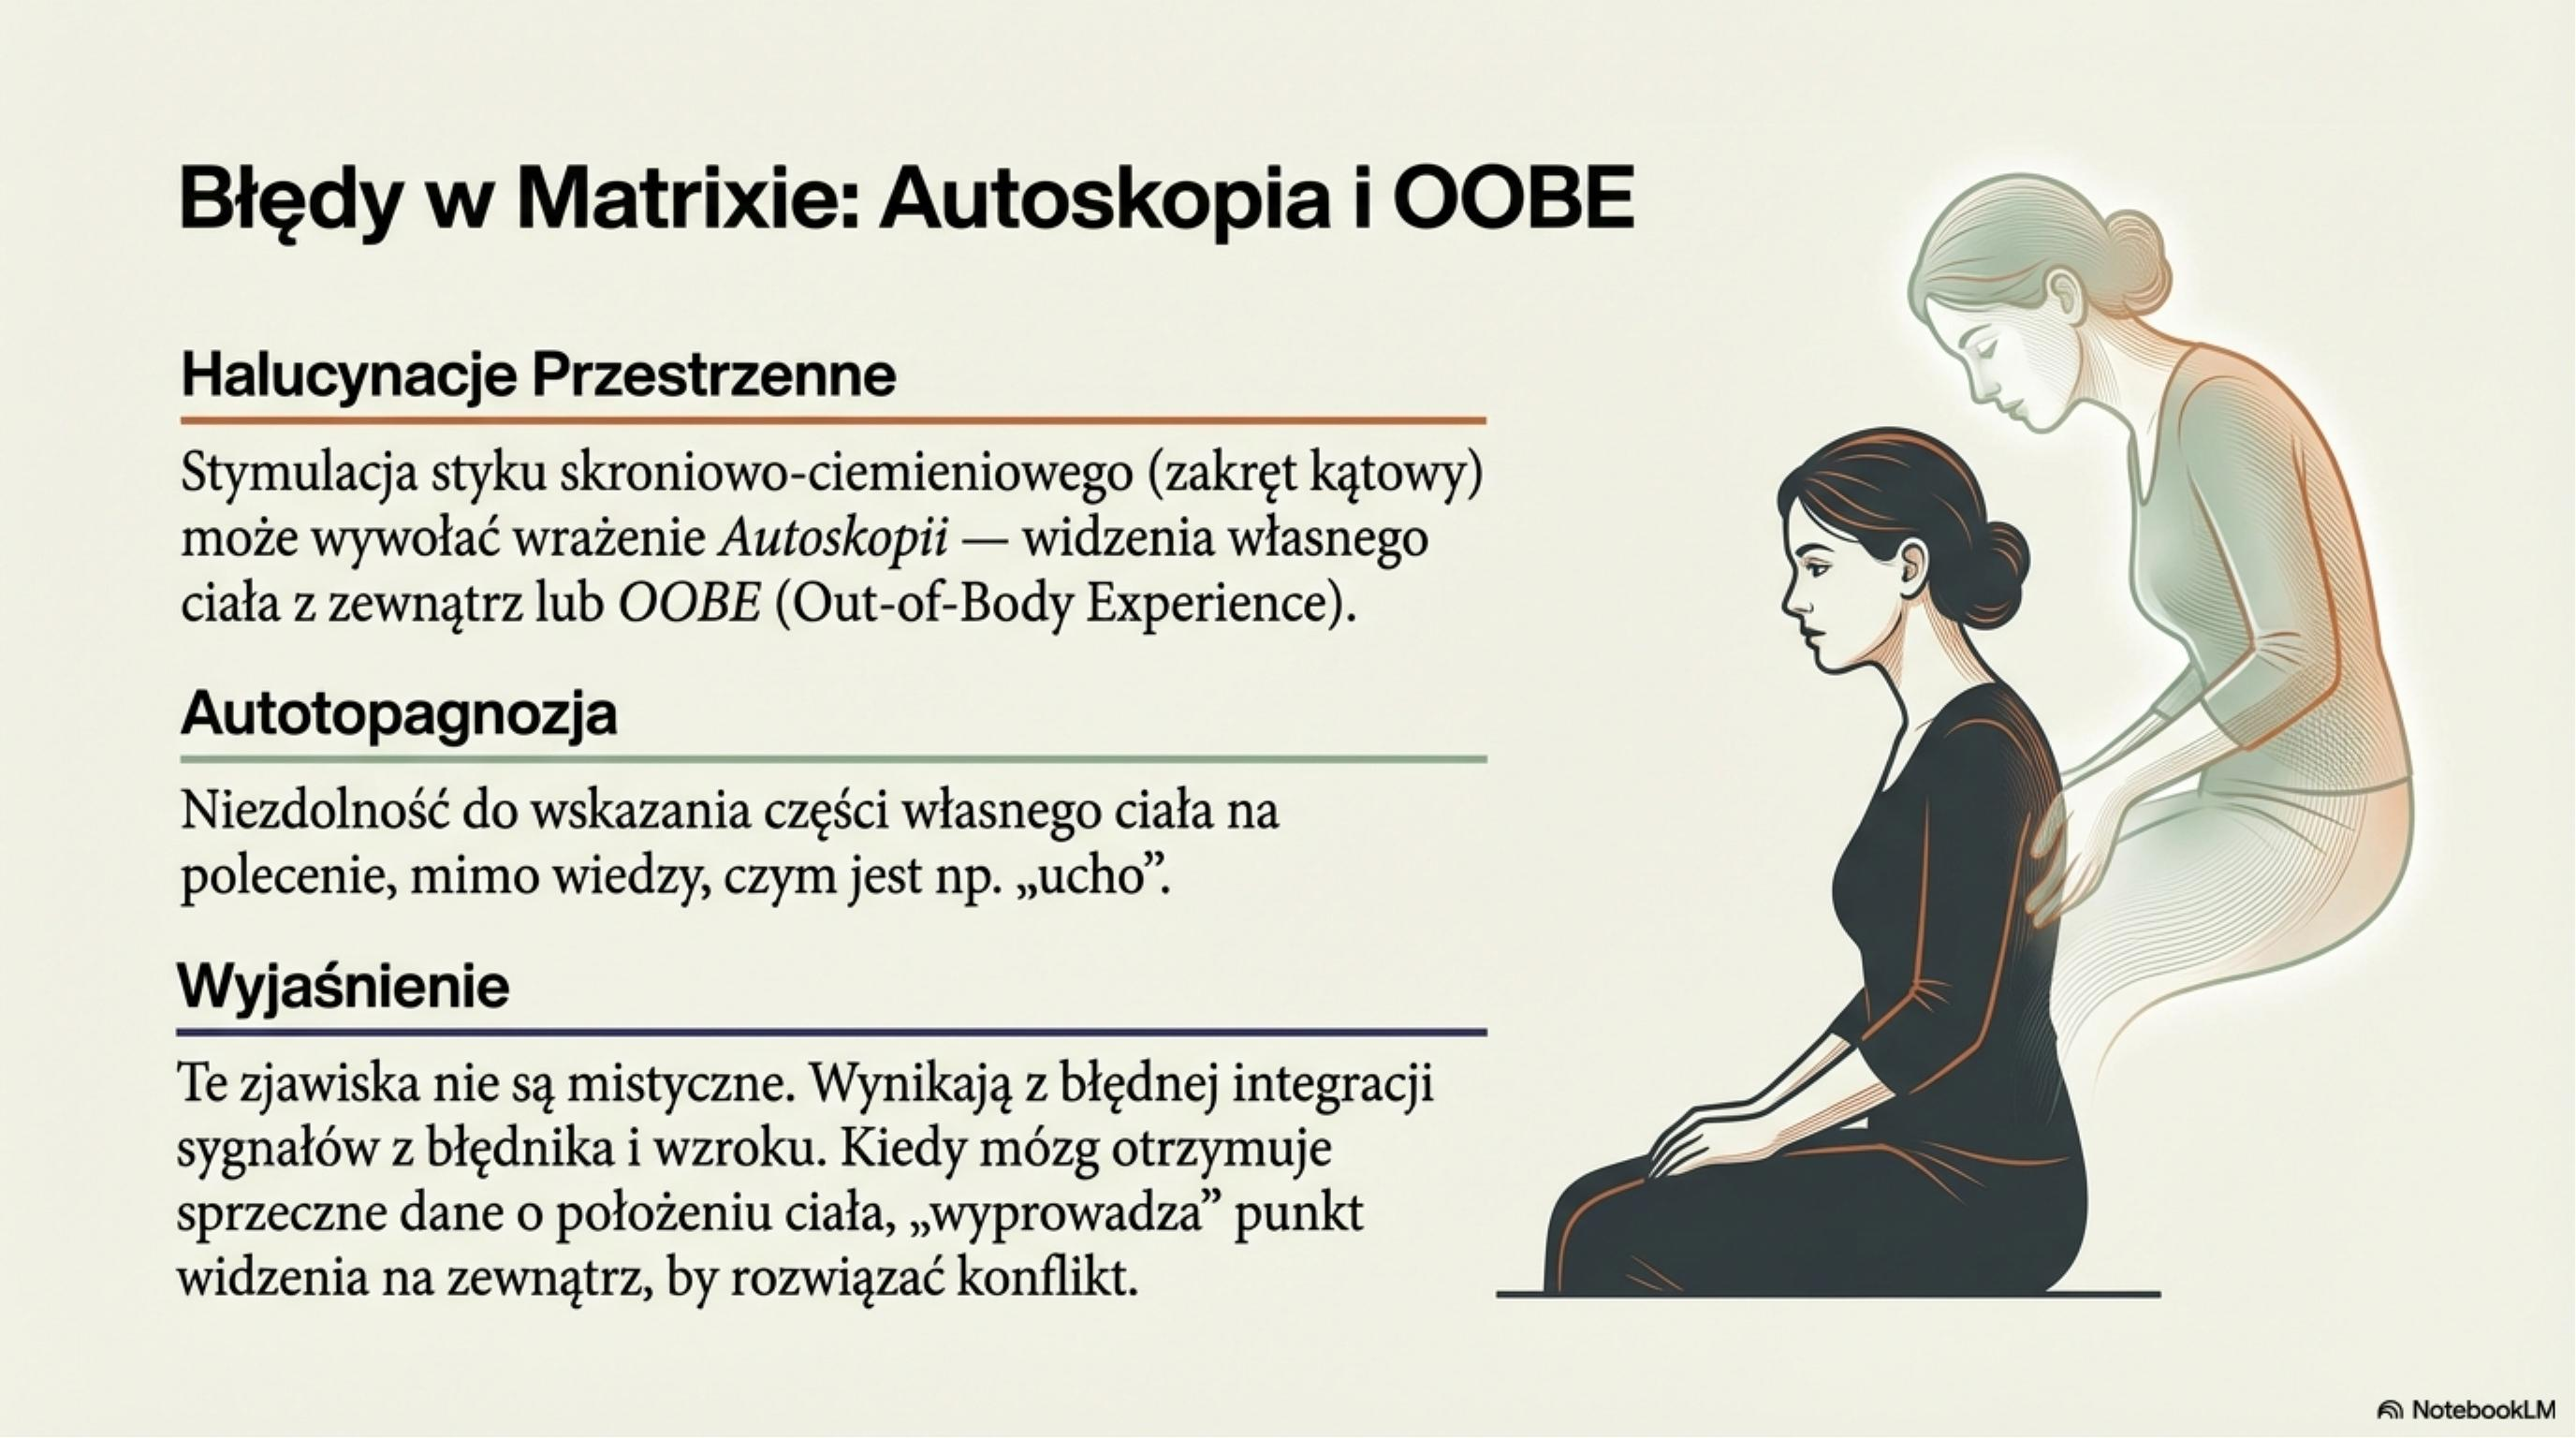 Błędy w Matrixie: Autoskopia i OOBE
Halucynacje Przestrzenne
Stymulacja styku skroniowo-ciemieniowego (zakręt kątowy)
może wywołać wrażenie Autoskopii — widzenia własnego
ciała z zewnątrz lub OOBE (Out-of-Body Experience).
Autotopagnozja
Niezdolność do wskazania części własnego ciała na
polecenie, mimo wiedzy, czym jest np. „ucho”.
Wyjaśnienie
Te zjawiska nie są mistyczne. Wynikają z błędnej integracji
sygnałów z błędnika i wzroku. Kiedy mózg otrzymuje
sprzeczne dane o położeniu ciała, „wyprowadza” punkt
widzenia na zewnątrz, by rozwiązać konflikt.
NotebookLM